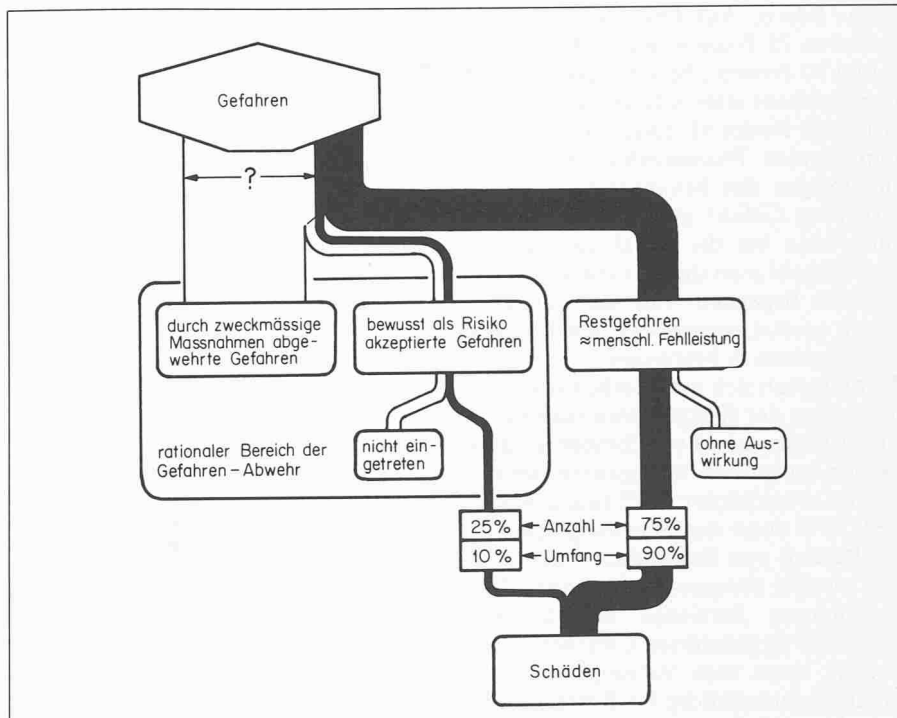 Gefahren
?
durch zweckmässige
Massnahmen abge-
wehrte Gefahren
bewusst als Risiko
akzeptierte Gefahren
Restgefahren
≈menschl. Fehlleistung
rationaler Bereich der
Gefahren-Abwehr
nicht ein-
getreten
ohne Aus-
wirkung
25% Anzahl 75%
10% Umfang 90%
Schäden